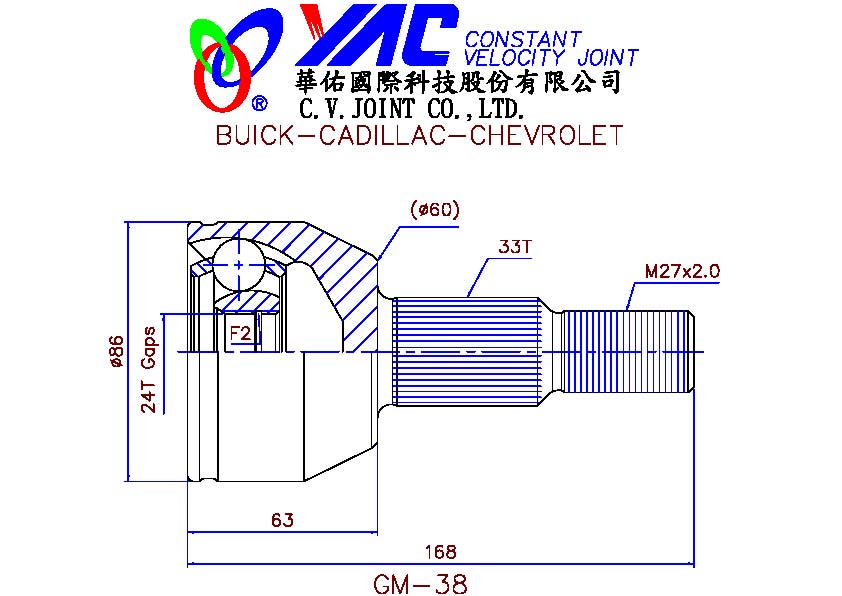 YAC CONSTANT
VELOCITY JOINT
®
華佑國際科技股份有限公司
C.V.JOINT CO.,LTD.
BUICK-CADILLAC-CHEVROLET
(ø60)
33T
M27x2.0
F2
ø86
24T Gaps
63
168
GM-38